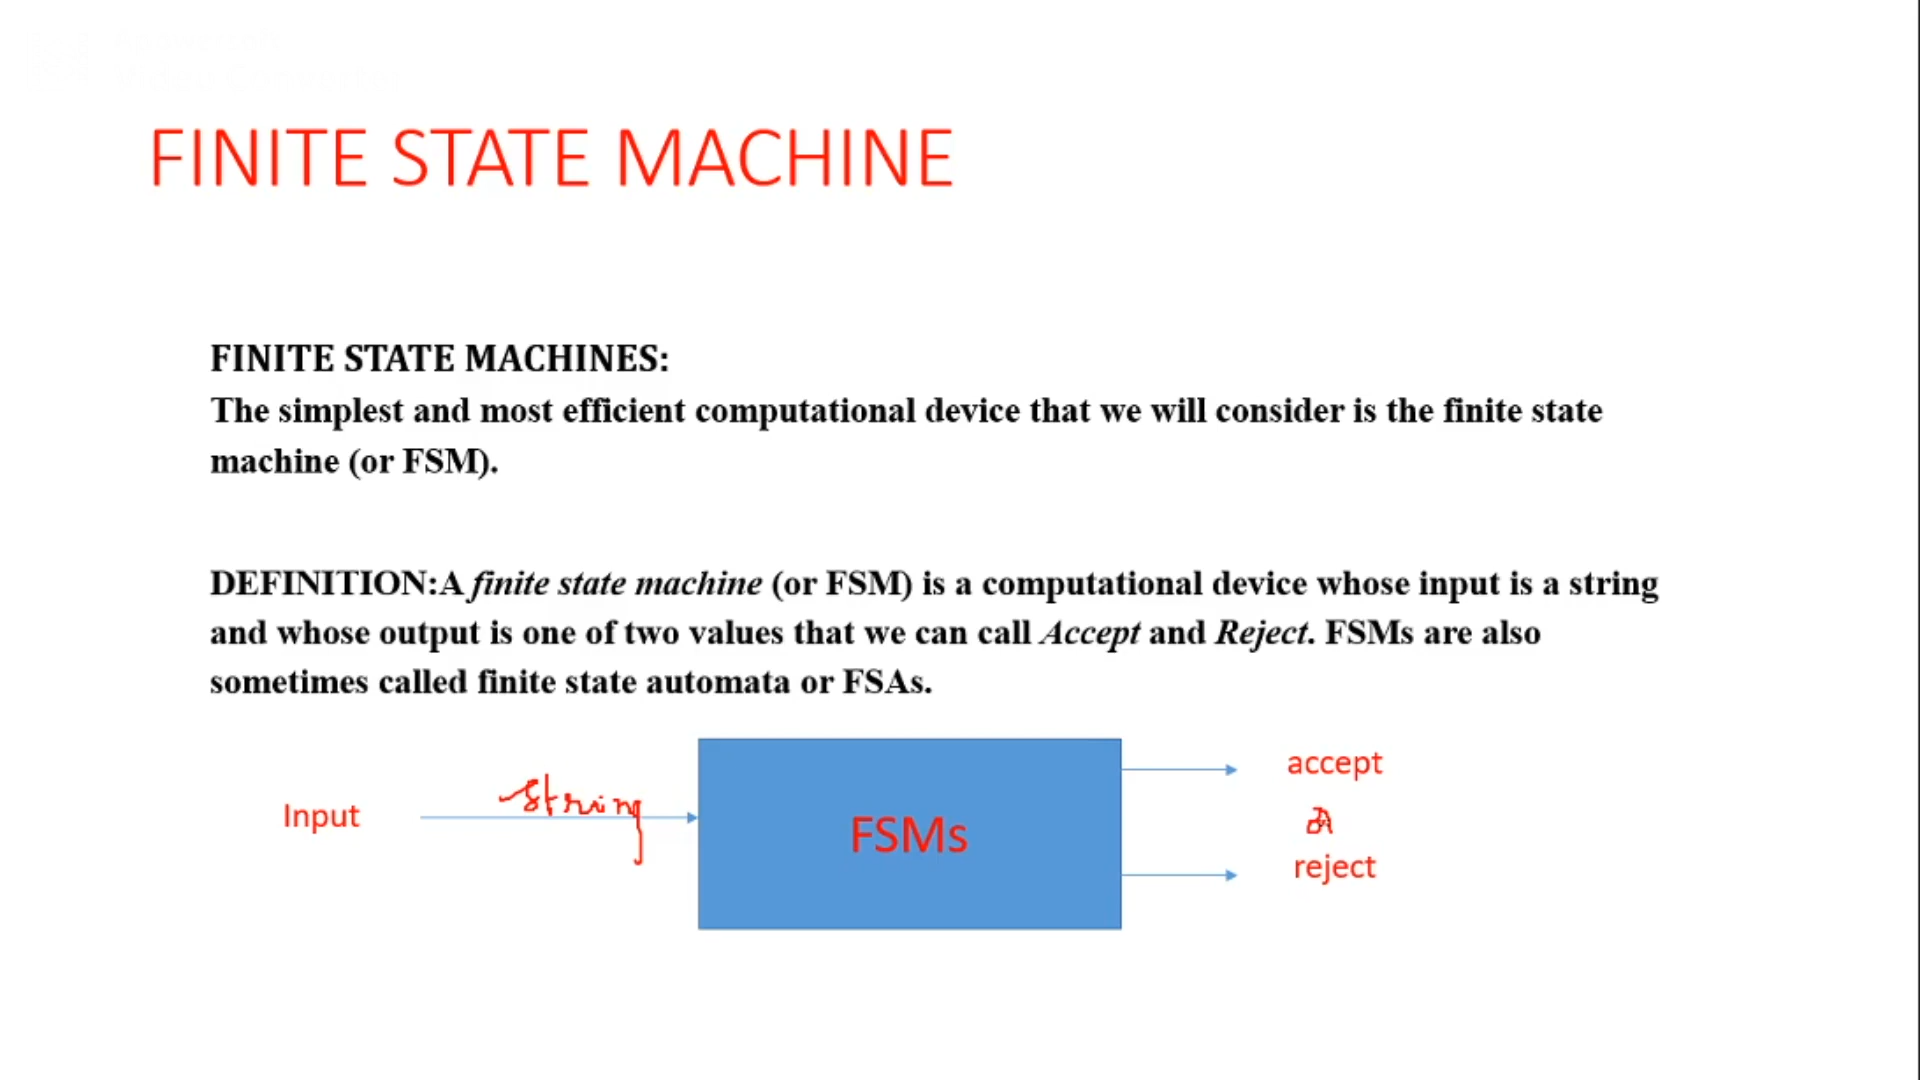 FINITE STATE MACHINE
FINITE STATE MACHINES:
The simplest and most efficient computational device that we will consider is the finite state
machine (or FSM).
DEFINITION:A finite state machine (or FSM) is a computational device whose input is a string
and whose output is one of two values that we can call Accept and Reject. FSMs are also
sometimes called finite state automata or FSAs.
Input
string
FSMs
accept
reject